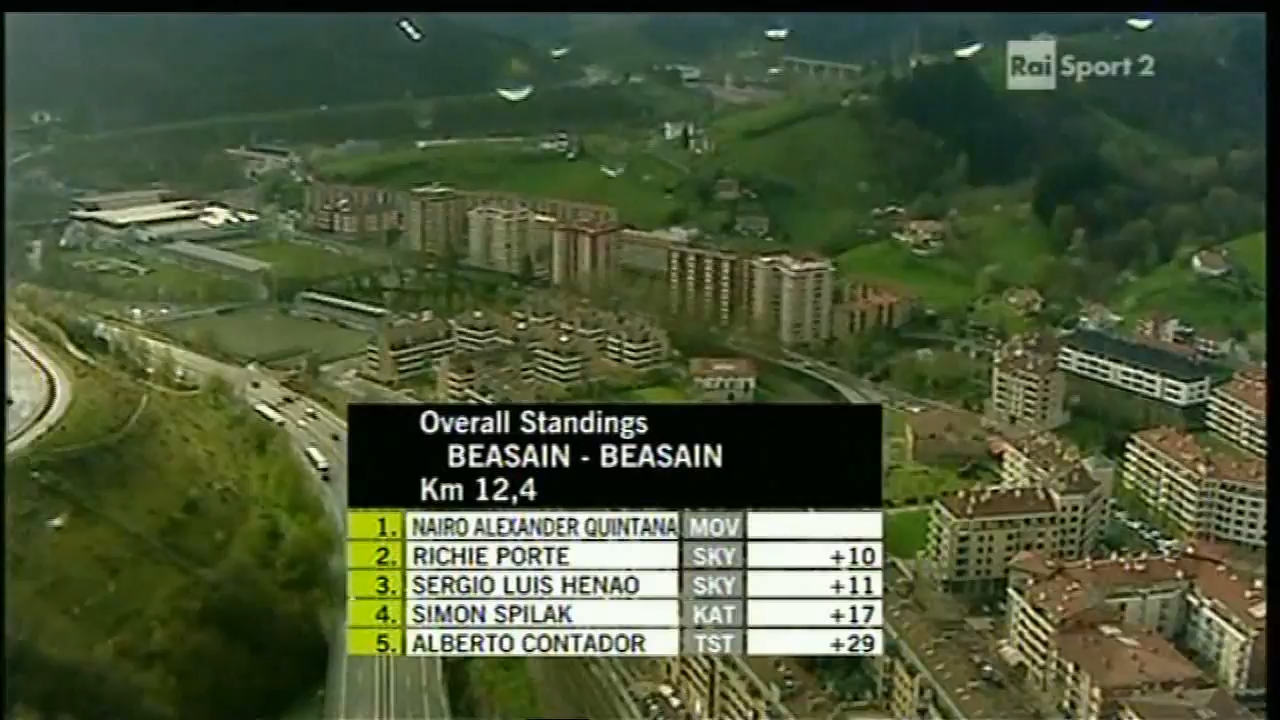 Rai Sport 2
Overall Standings
BEASAIN - BEASAIN
Km 12,4
1. NAIRO ALEXANDER QUINTANA MOV
2. RICHIE PORTE SKY +10
3. SERGIO LUIS HENAO SKY +11
4. SIMON SPILAK KAT +17
5. ALBERTO CONTADOR TST +29